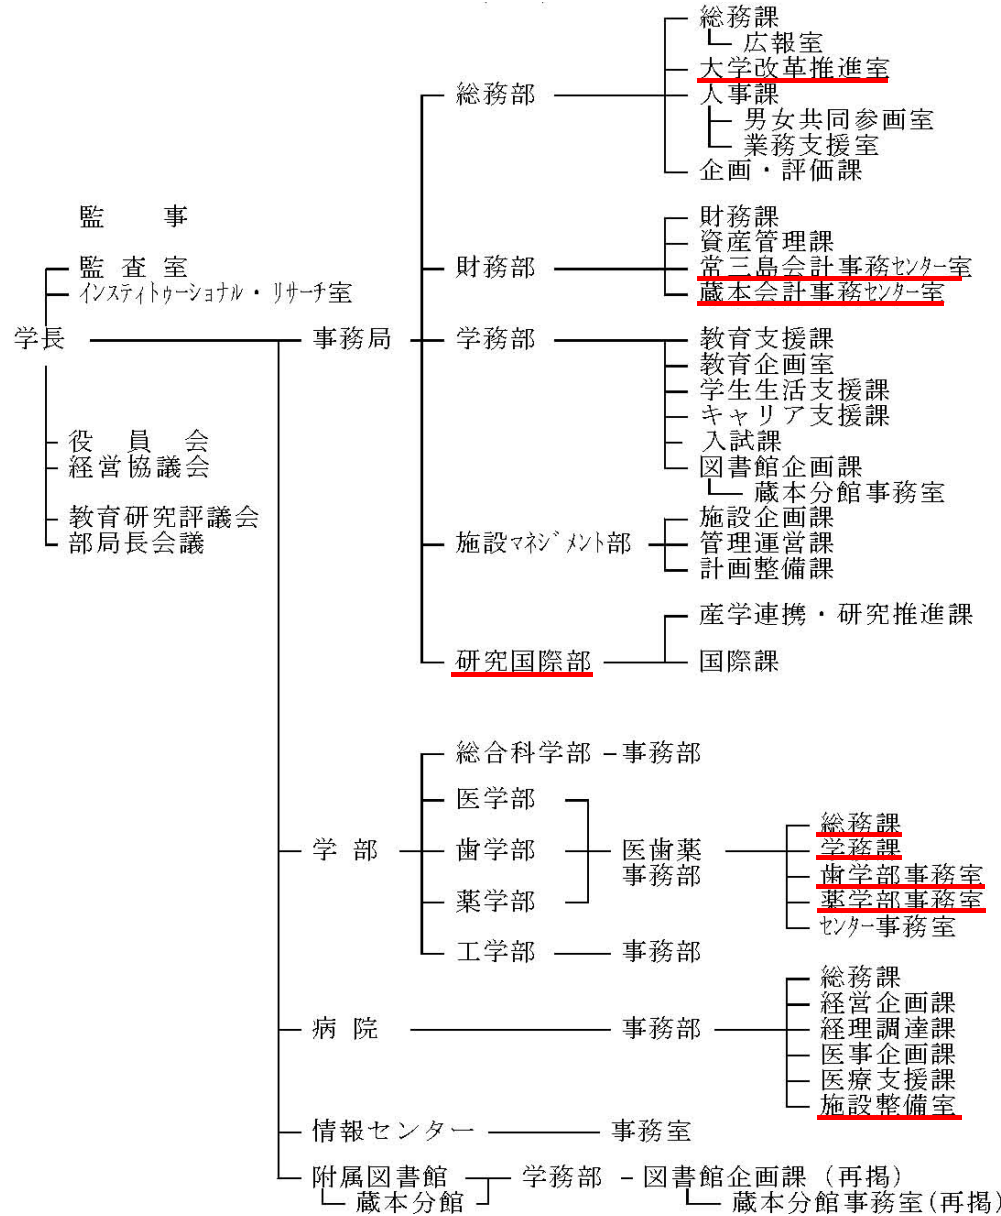 総務課
広報室
大学改革推進室
総務部
人事課
男女共同参画室
業務支援室
企画・評価課
監　事
財務課
資産管理課
監査室
財務部
常三島会計事務センター室
インスティトゥーショナル・リサーチ室
蔵本会計事務センター室
学長
事務局
学務部
教育支援課
教育企画室
学生生活支援課
キャリア支援課
役員会
入試課
経営協議会
図書館企画課
蔵本分館事務室
教育研究評議会
施設企画課
部局長会議
施設マネジメント部
管理運営課
計画整備課
産学連携・研究推進課
研究国際部
国際課
総合科学部
事務部
医学部
総務課
学部
歯学部
医歯薬
事務部
学務課
歯学部事務室
薬学部
薬学部事務室
センター事務室
工学部
事務部
総務課
経営企画課
病院
事務部
経理調達課
医事企画課
医療支援課
施設整備室
情報センター
事務室
附属図書館
学務部
図書館企画課（再掲）
蔵本分館
蔵本分館事務室(再掲)